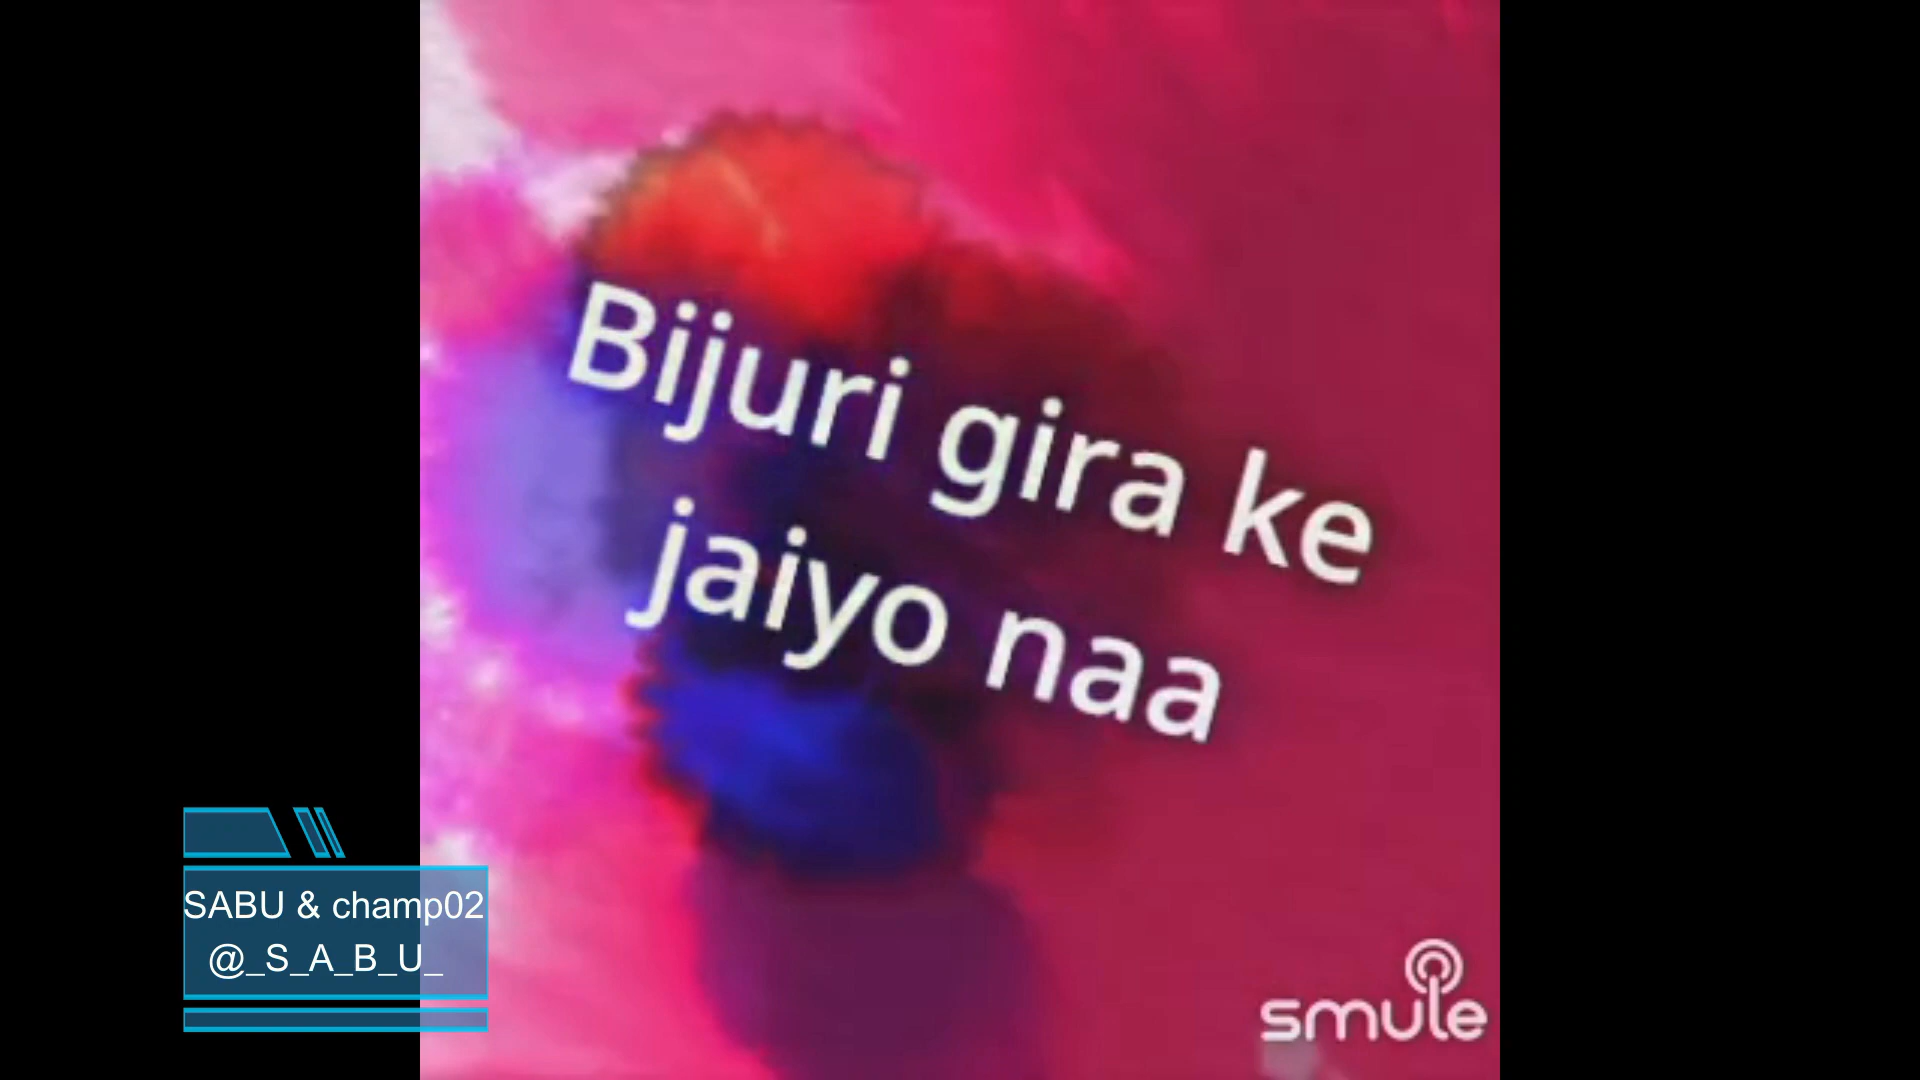 Bijuri gira ke
jaiyo naa
SABU & champ02
@_S_A_B_U_
smule